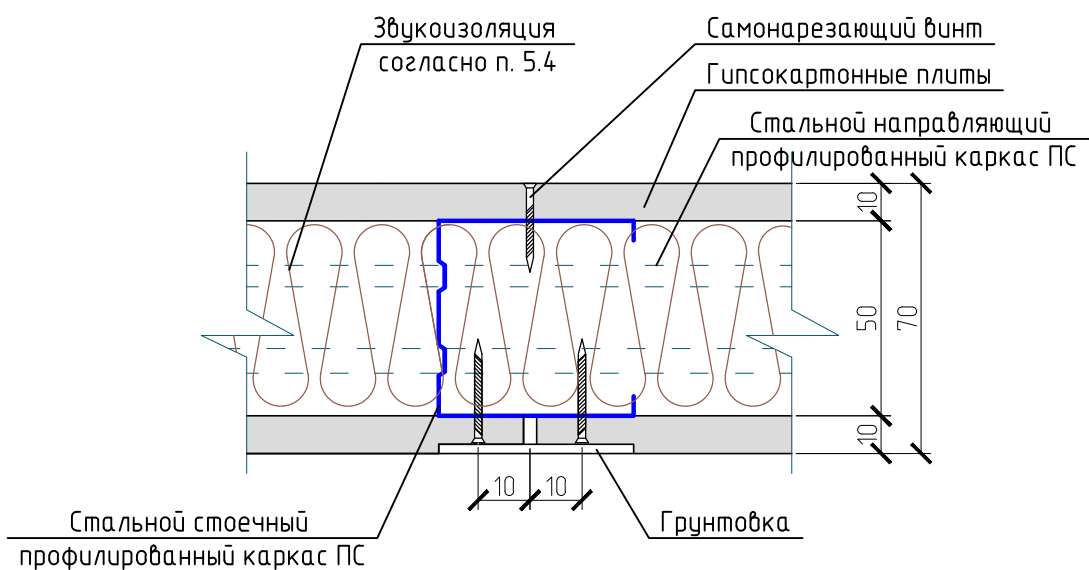 Звукоизоляция
согласно п. 5.4
Самонарезающий винт
Гипсокартонные плиты
Стальной направляющий
профилированный каркас ПС
10
50
70
10
10
10
Стальной стоечный
профилированный каркас ПС
Грунтовка